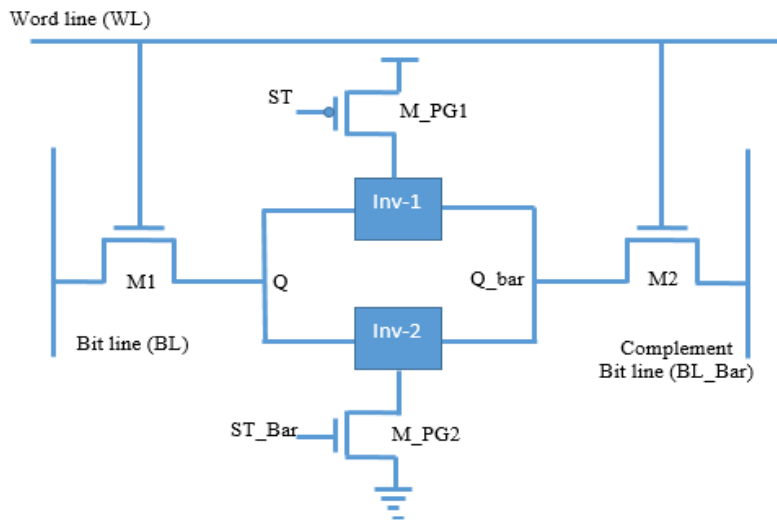 Word line (WL)
ST
M_PG1
Inv-1
M1
Q
Q_bar
M2
Bit line (BL)
Inv-2
Complement
Bit line (BL_Bar)
ST_Bar
M_PG2